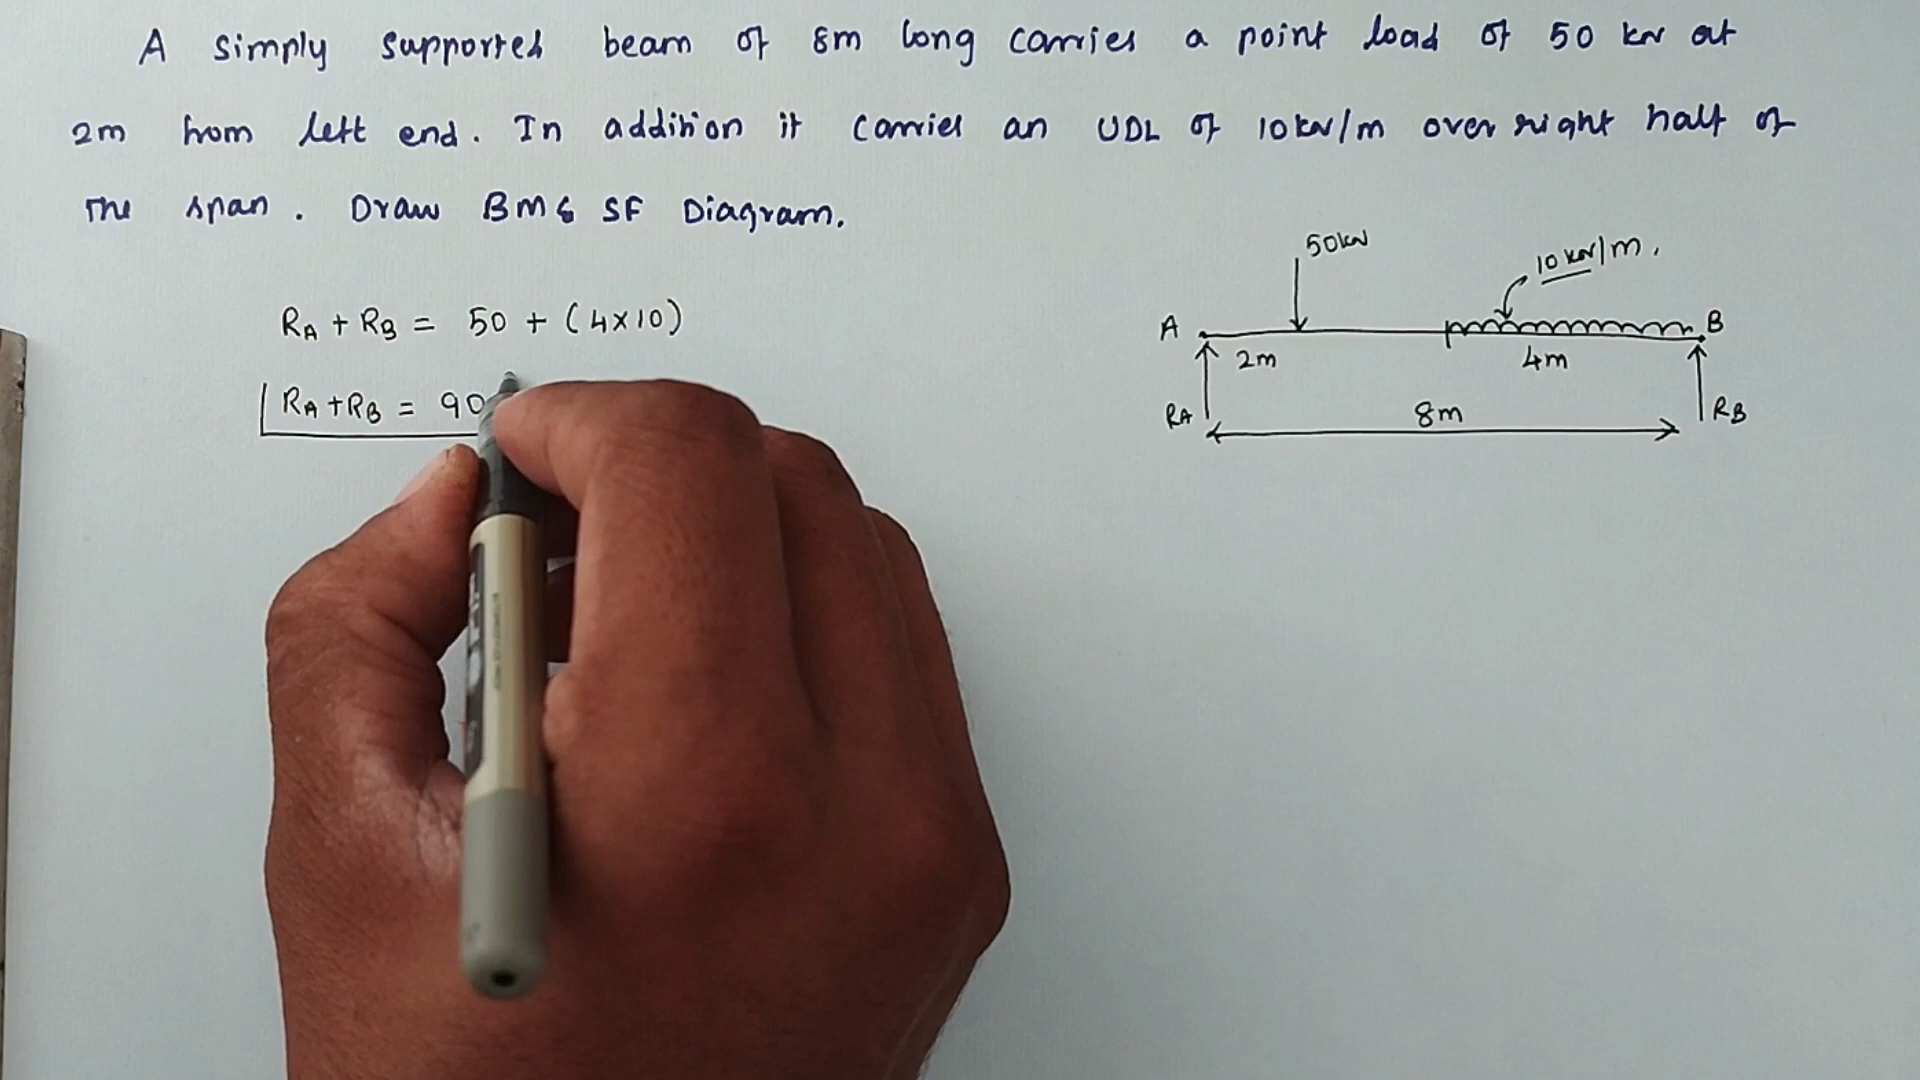 A simply supported beam of 8m long carries a point load of 50 kN at
2m from left end. In addition it carries an UDL of 10kN/m over right half of
The span. Draw BM & SF Diagram.
RA + RB = 50 + (4×10)
RA+RB = 90
50kN
10 kN/m.
A
B
2m
4m
RA
8m
RB